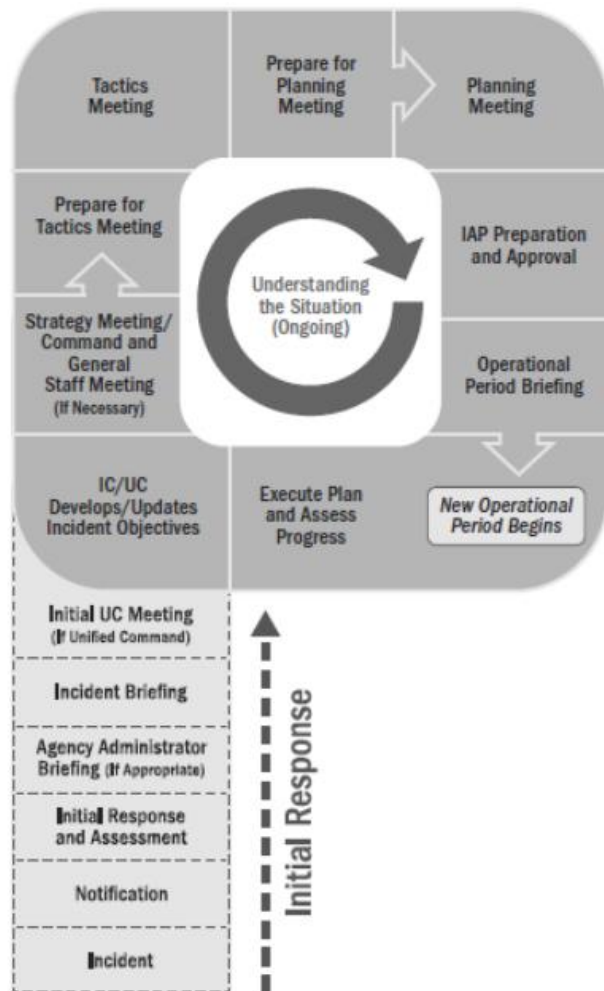 Tactics
Meeting
Prepare for
Planning
Meeting
Planning
Meeting
Prepare for
Tactics Meeting
Understanding
the Situation
(Ongoing)
IAP Preparation
and Approval
Strategy Meeting/
Command and
General
Staff Meeting
(If Necessary)
Operational
Period Briefing
IC/UC
Develops/Updates
Incident Objectives
Execute Plan
and Assess
Progress
New Operational
Period Begins
Initial UC Meeting
(If Unified Command)
Incident Briefing
Agency Administrator
Briefing (If Appropriate)
Initial Response
and Assessment
Notification
Incident
Initial Response